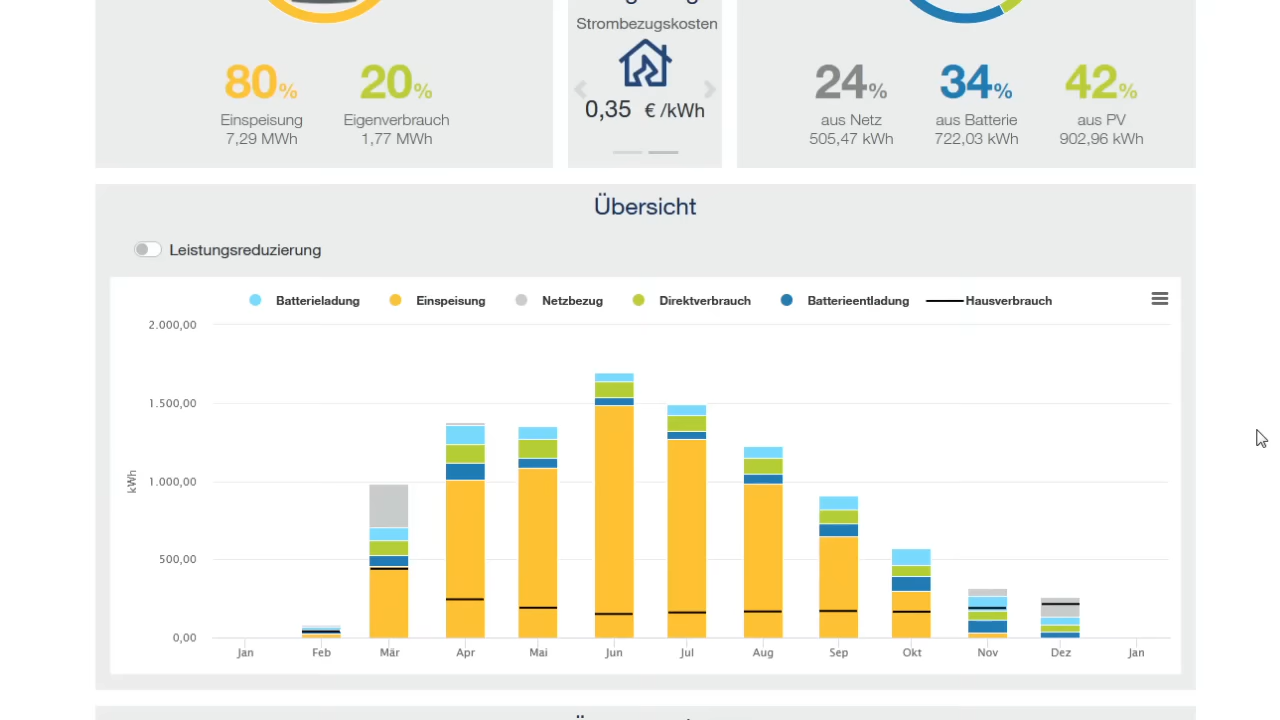 Strombezugskosten
80% 20%
Einspeisung Eigenverbrauch
7,29 MWh 1,77 MWh
0,35 € /kWh
24% 34% 42%
aus Netz aus Batterie aus PV
505,47 kWh 722,03 kWh 902,96 kWh
Übersicht
Leistungsreduzierung
Batterieladung Einspeisung Netzbezug Direktverbrauch Batterieentladung Hausverbrauch
2.000,00
1.500,00
1.000,00
500,00
0,00
kWh
Jan Feb Mär Apr Mai Jun Jul Aug Sep Okt Nov Dez Jan